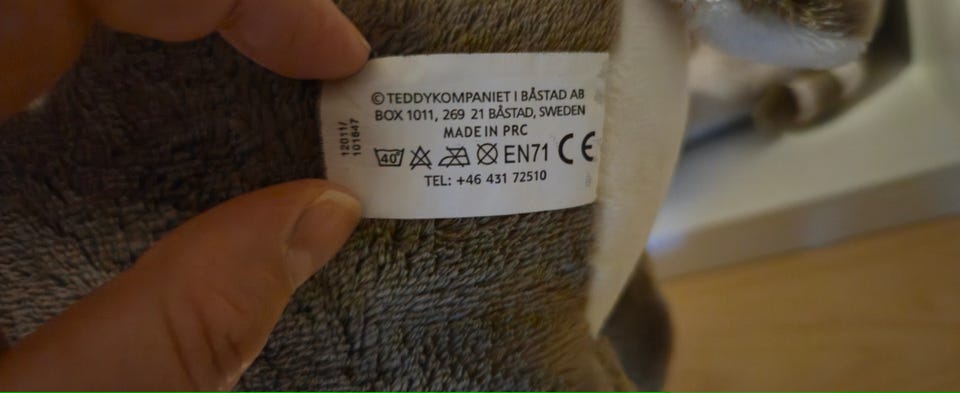 © TEDDYKOMPANIET I BÅSTAD AB
BOX 1011, 269 21 BÅSTAD, SWEDEN
MADE IN PRC
40° EN71 CE
TEL: +46 431 72510
12011/
101647